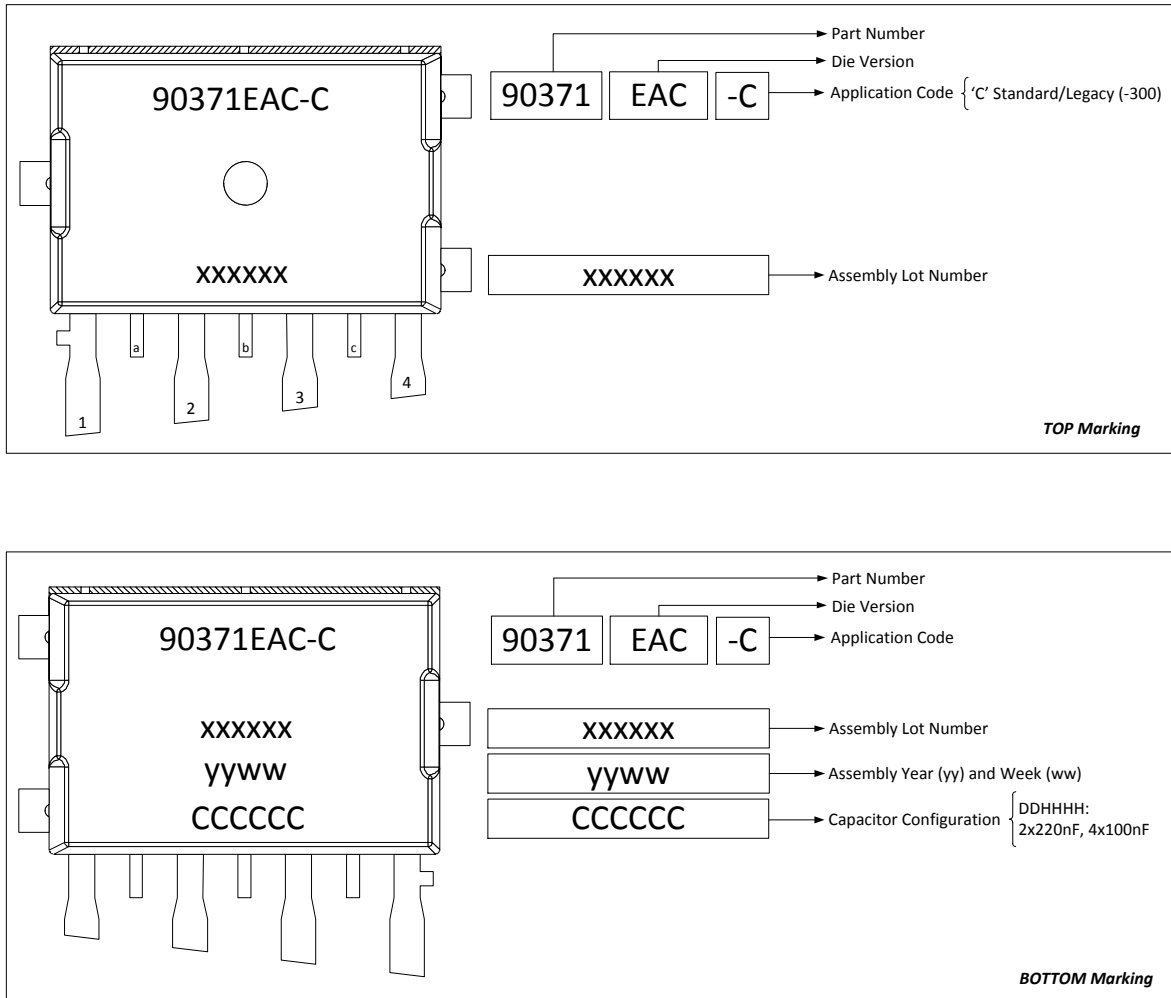 Part Number
Die Version
90371EAC-C
90371 EAC -C
Application Code { 'C' Standard/Legacy (-300)
xxxxxx
xxxxxx
Assembly Lot Number
a b c
1 2 3 4
TOP Marking
Part Number
Die Version
90371EAC-C
90371 EAC -C
Application Code
xxxxxx
xxxxxx
Assembly Lot Number
yyww
yyww
Assembly Year (yy) and Week (ww)
CCCCCC
CCCCCC
Capacitor Configuration { DDHHHH:
2x220nF, 4x100nF
BOTTOM Marking